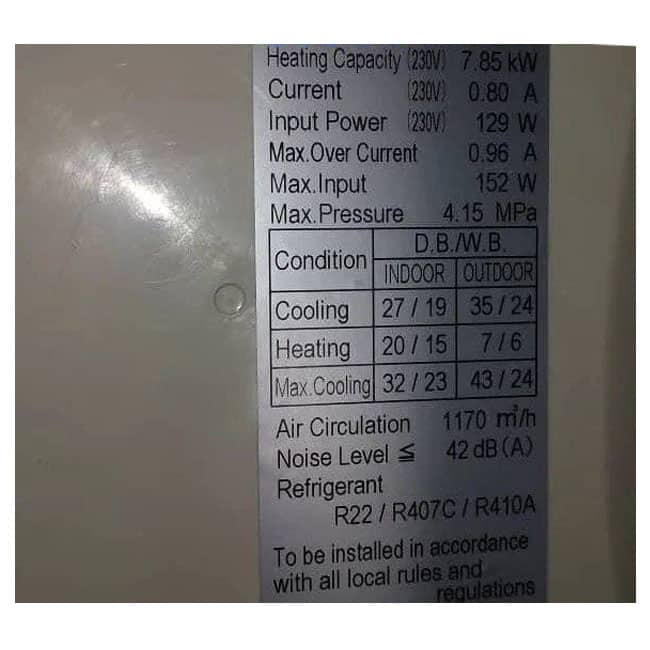 Heating Capacity (230V) 7.85 kW
Current (230V) 0.80 A
Input Power (230V) 129 W
Max.Over Current 0.96 A
Max.Input 152 W
Max.Pressure 4.15 MPa
Condition D.B./W.B.
INDOOR OUTDOOR
Cooling 27 / 19 35 / 24
Heating 20 / 15 7 / 6
Max.Cooling 32 / 23 43 / 24
Air Circulation 1170 m³/h
Noise Level ≦ 42 dB (A)
Refrigerant
R22 / R407C / R410A
To be installed in accordance
with all local rules and
regulations